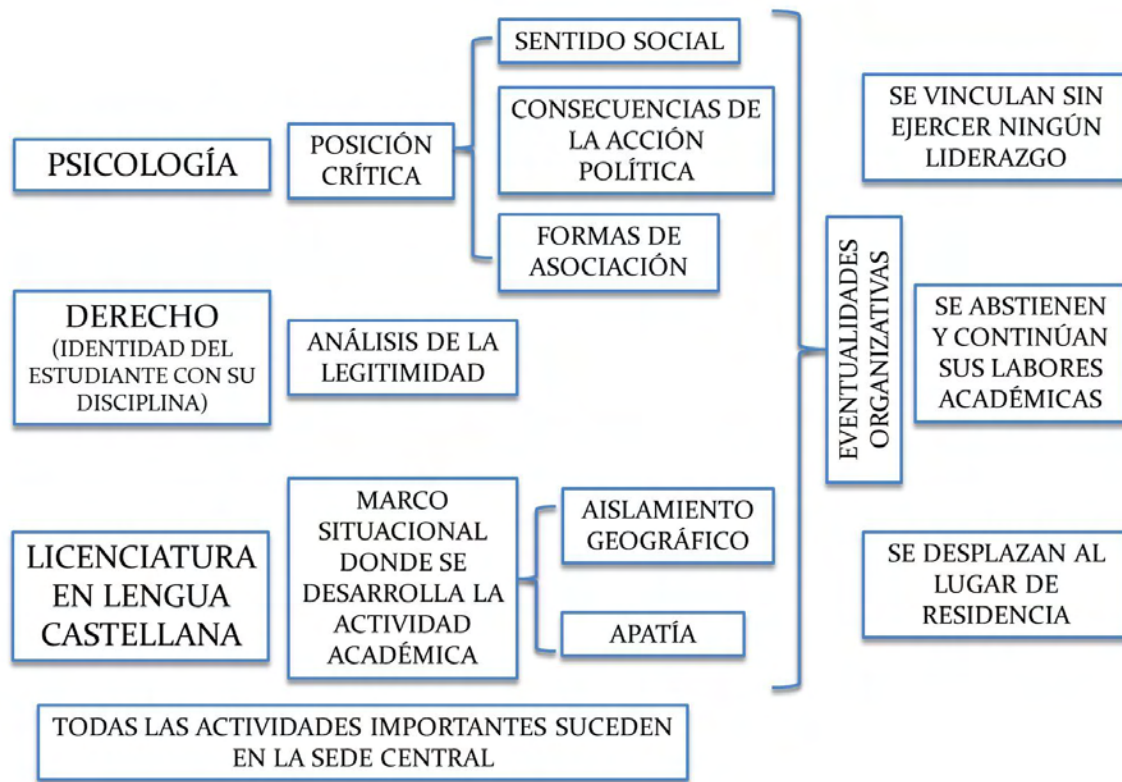 PSICOLOGÍA
POSICIÓN
CRÍTICA
SENTIDO SOCIAL
CONSECUENCIAS DE
LA ACCIÓN
POLÍTICA
FORMAS DE
ASOCIACIÓN
DERECHO
(IDENTIDAD DEL
ESTUDIANTE CON SU
DISCIPLINA)
ANÁLISIS DE LA
LEGITIMIDAD
LICENCIATURA
EN LENGUA
CASTELLANA
MARCO
SITUACIONAL
DONDE SE
DESARROLLA LA
ACTIVIDAD
ACADÉMICA
AISLAMIENTO
GEOGRÁFICO
APATÍA
TODAS LAS ACTIVIDADES IMPORTANTES SUCEDEN
EN LA SEDE CENTRAL
EVENTUALIDADES
ORGANIZATIVAS
SE VINCULAN SIN
EJERCER NINGÚN
LIDERAZGO
SE ABSTIENEN
Y CONTINÚAN
SUS LABORES
ACADÉMICAS
SE DESPLAZAN AL
LUGAR DE
RESIDENCIA